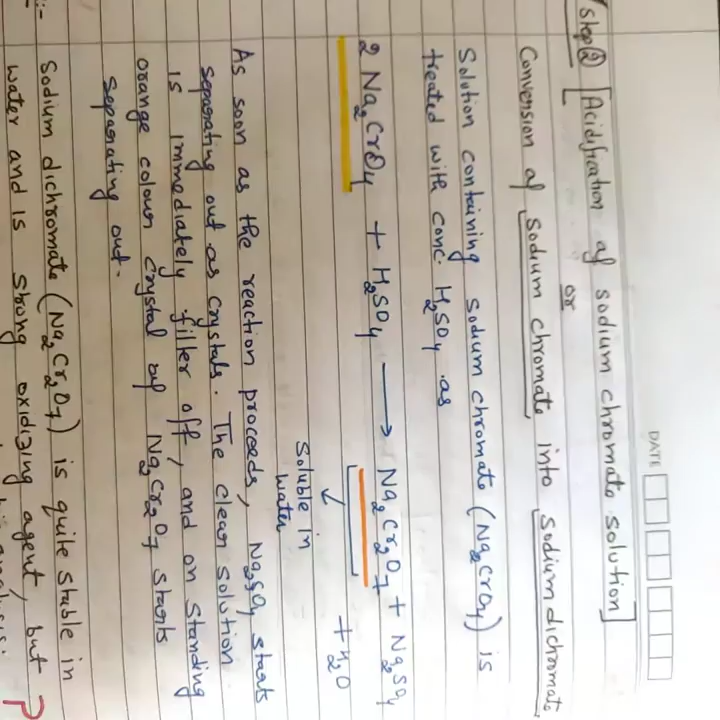 DATE
Step② [Acidification of sodium chromate solution]
or
Conversion of sodium chromate into sodium dichromate
Solution containing sodium chromate (Na2CrO4) is
treated with conc. H2SO4 as
2 Na2CrO4 + H2SO4 ⟶ Na2Cr2O7 + Na2SO4
+ H2O
Soluble in
water
As soon as the reaction proceeds, Na2SO4 starts
separating out as crystals. The clear solution
is immediately filter off, and on standing
orange colour crystal of Na2Cr2O7 starts
separating out.
Sodium dichromate (Na2Cr2O7) is quite stable in
water and is strong oxidizing agent, but